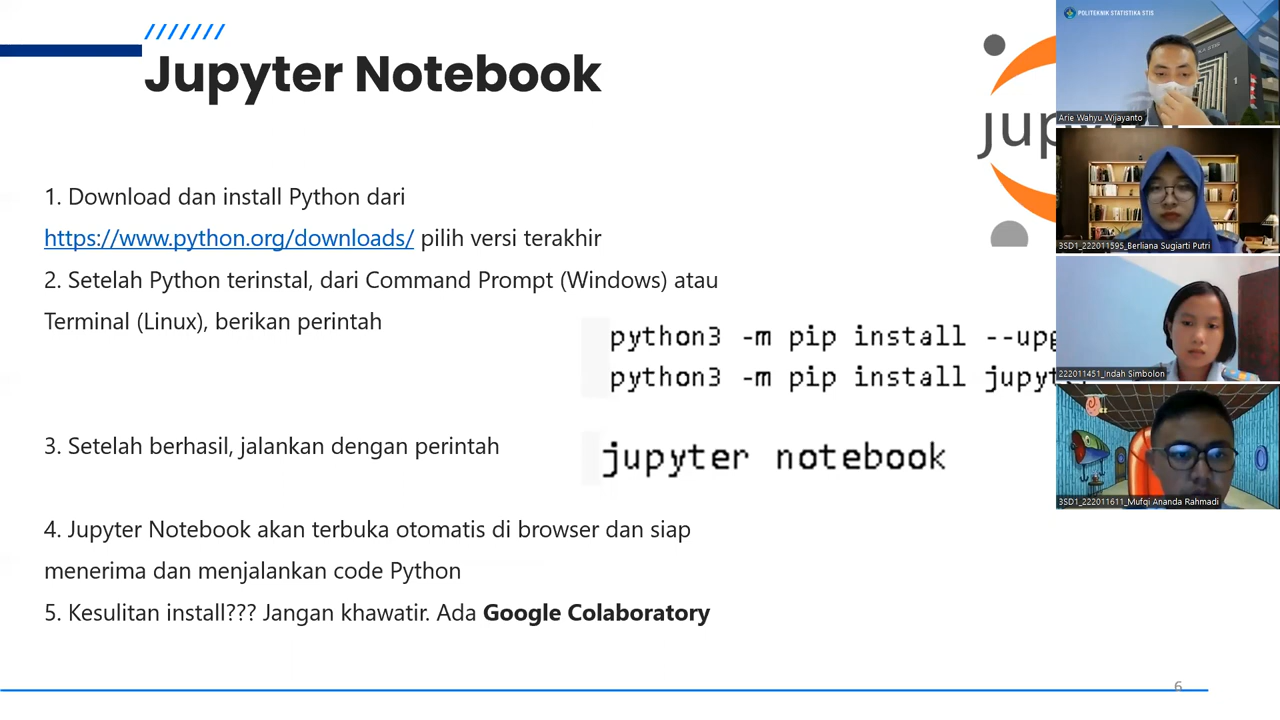 Jupyter Notebook
1. Download dan install Python dari
https://www.python.org/downloads/ pilih versi terakhir
2. Setelah Python terinstal, dari Command Prompt (Windows) atau
Terminal (Linux), berikan perintah
python3 -m pip install
python3 -m pip install
3. Setelah berhasil, jalankan dengan perintah
jupyter notebook
4. Jupyter Notebook akan terbuka otomatis di browser dan siap
menerima dan menjalankan code Python
5. Kesulitan install??? Jangan khawatir. Ada Google Colaboratory
6
POLITEKNIK STATISTIKA STIS
Arie Wahyu Wijayanto
3SD1_222011595_Berliana Sugiarti Putri
222011451_Indah Simbolon
3SD1_222011611_Mufqi Ananda Rahmadi